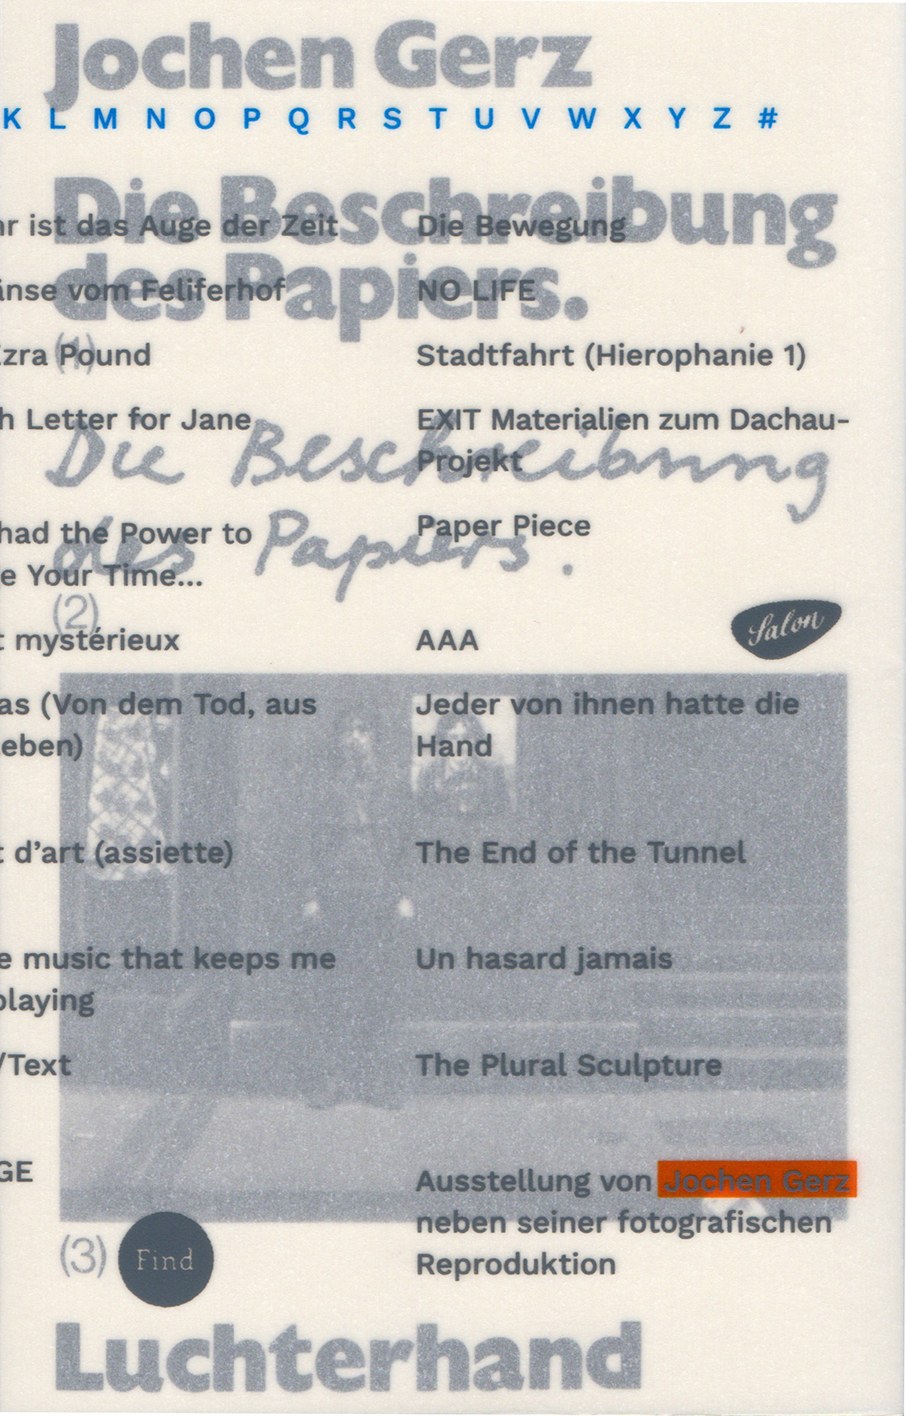 Jochen Gerz
K L M N O P Q R S T U V W X Y Z #
Die Beschreibung
des Papiers.
(1)
Die Beschreibung
des Papiers.
(2)
Salon
hr ist das Auge der Zeit
änse vom Feliferhof
Ezra Pound
h Letter for Jane
had the Power to
e Your Time...
t mystérieux
as (Von dem Tod, aus
eben)
t d'art (assiette)
e music that keeps me
playing
/Text
GE
Die Bewegung
NO LIFE
Stadtfahrt (Hierophanie 1)
EXIT Materialien zum Dachau-
Projekt
Paper Piece
AAA
Jeder von ihnen hatte die
Hand
The End of the Tunnel
Un hasard jamais
The Plural Sculpture
Ausstellung von Jochen Gerz
neben seiner fotografischen
Reproduktion
(3)
Find
Luchterhand